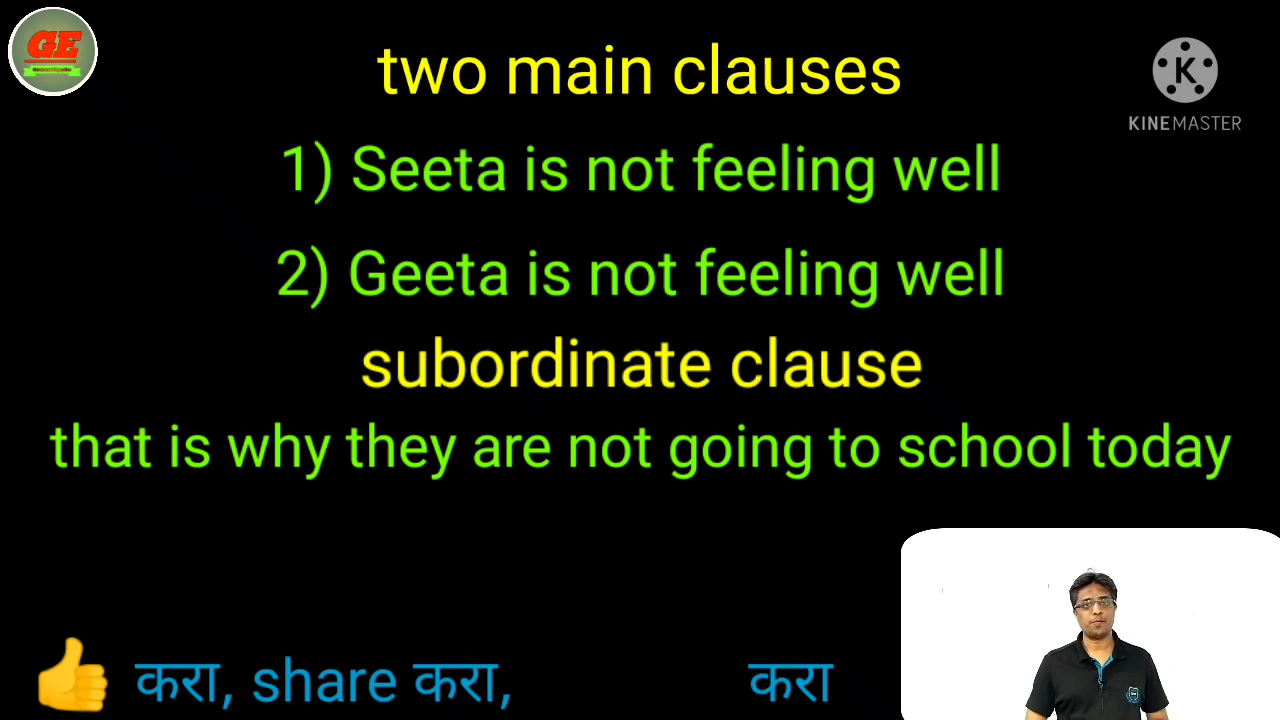 GE
K
KINEMASTER
two main clauses
1) Seeta is not feeling well
2) Geeta is not feeling well
subordinate clause
that is why they are not going to school today
करा, share करा, करा